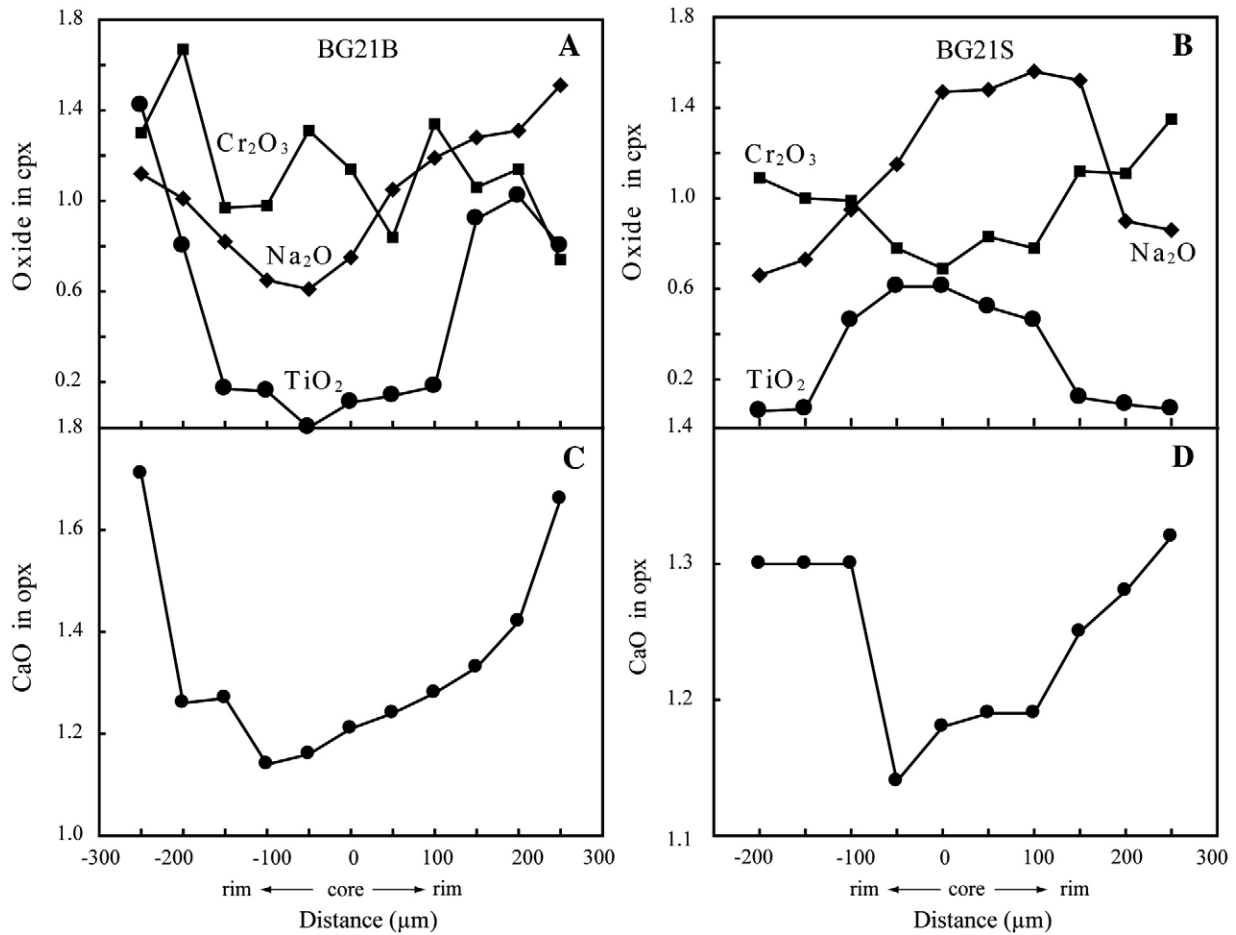 A
BG21B
Oxide in cpx
1.8
1.4
1.0
0.6
0.2
Cr₂O₃
Na₂O
TiO₂
B
BG21S
Oxide in cpx
1.8
1.4
1.0
0.6
0.2
Cr₂O₃
Na₂O
TiO₂
C
CaO in opx
1.8
1.6
1.4
1.2
1.0
-300 -200 -100 0 100 200 300
rim ← core → rim
Distance (μm)
D
CaO in opx
1.4
1.3
1.2
1.1
-200 -100 0 100 200 300
rim ← core → rim
Distance (μm)